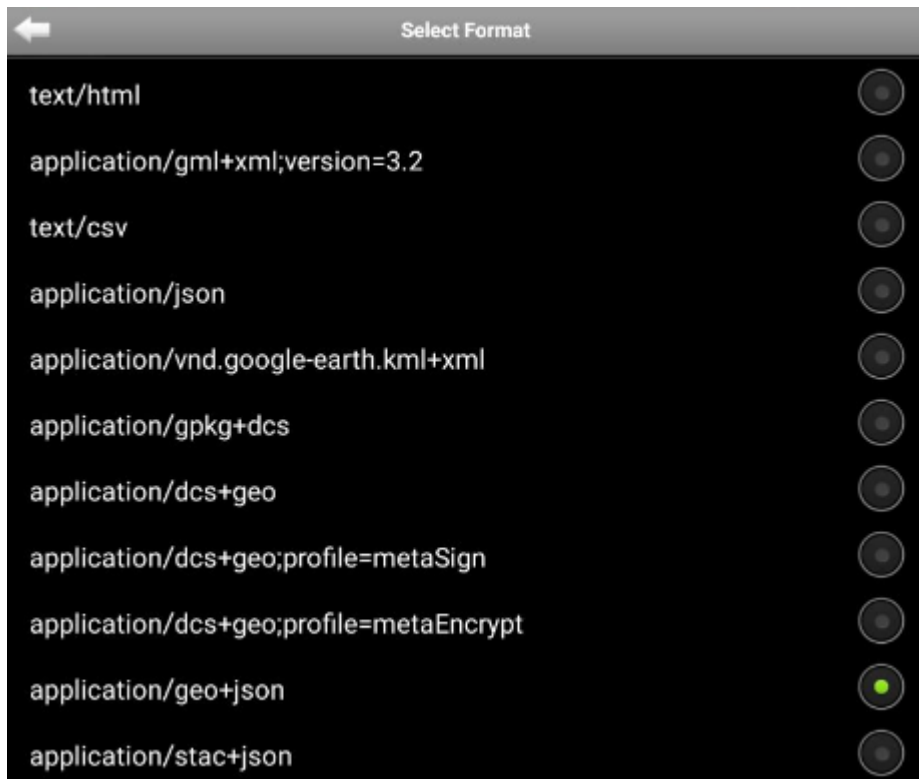 Select Format
text/html
application/gml+xml;version=3.2
text/csv
application/json
application/vnd.google-earth.kml+xml
application/gpkg+dcs
application/dcs+geo
application/dcs+geo;profile=metaSign
application/dcs+geo;profile=metaEncrypt
application/geo+json
application/stac+json